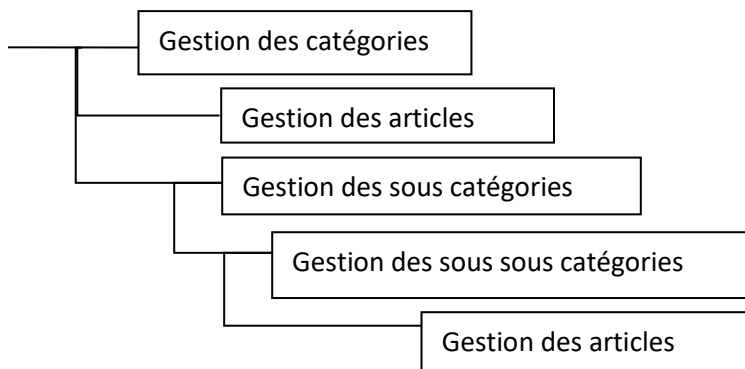 Gestion des catégories
Gestion des articles
Gestion des sous catégories
Gestion des sous sous catégories
Gestion des articles